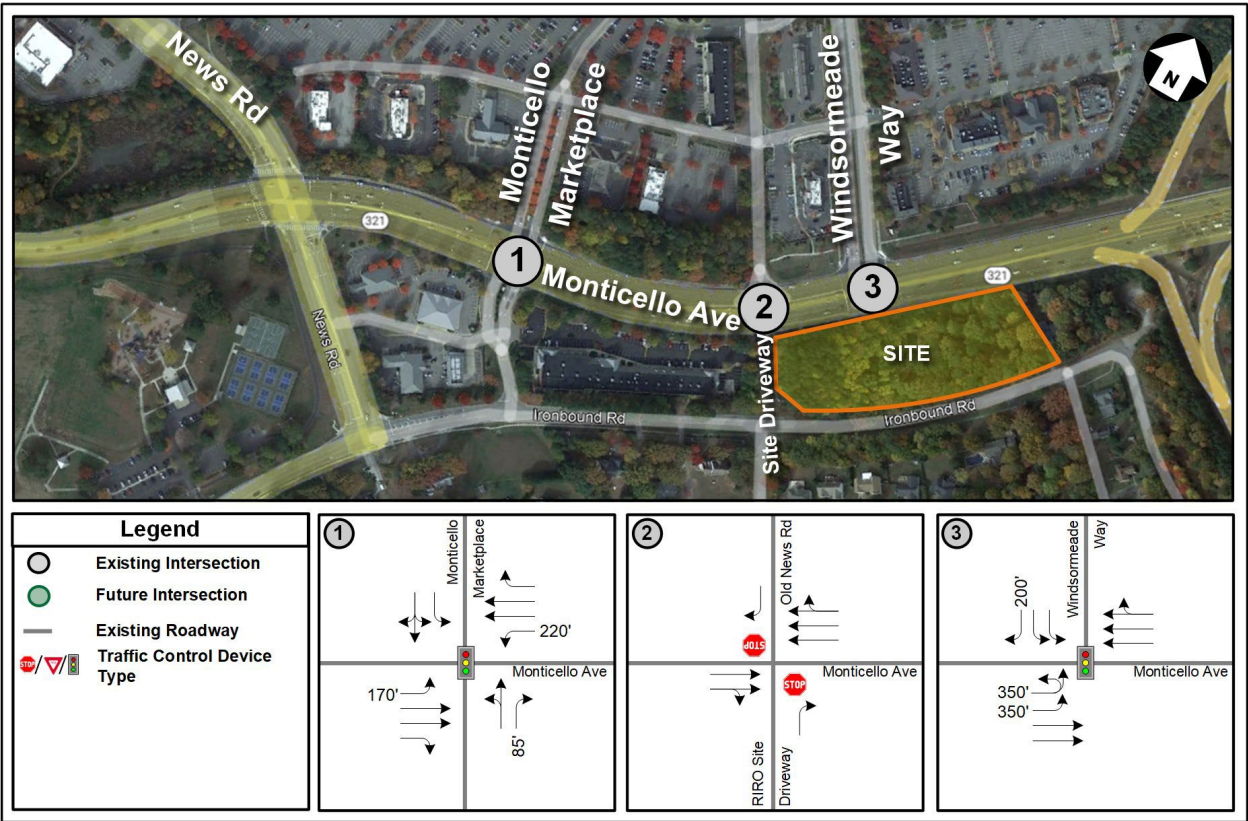 News Rd
Monticello
Marketplace
Windsormeade
Way
N
321
1
Monticello Ave
2
3
321
SITE
News Rd
Ironbound Rd
Ironbound Rd
Site Driveway
Legend
Existing Intersection
Future Intersection
Existing Roadway
STOP / / Traffic Control Device
Type
1
Monticello
Marketplace
220'
Monticello Ave
170'
85'
2
Old News Rd
STOP
Monticello Ave
STOP
RIRO Site
Driveway
3
Windsormeade
Way
200'
Monticello Ave
350'
350'